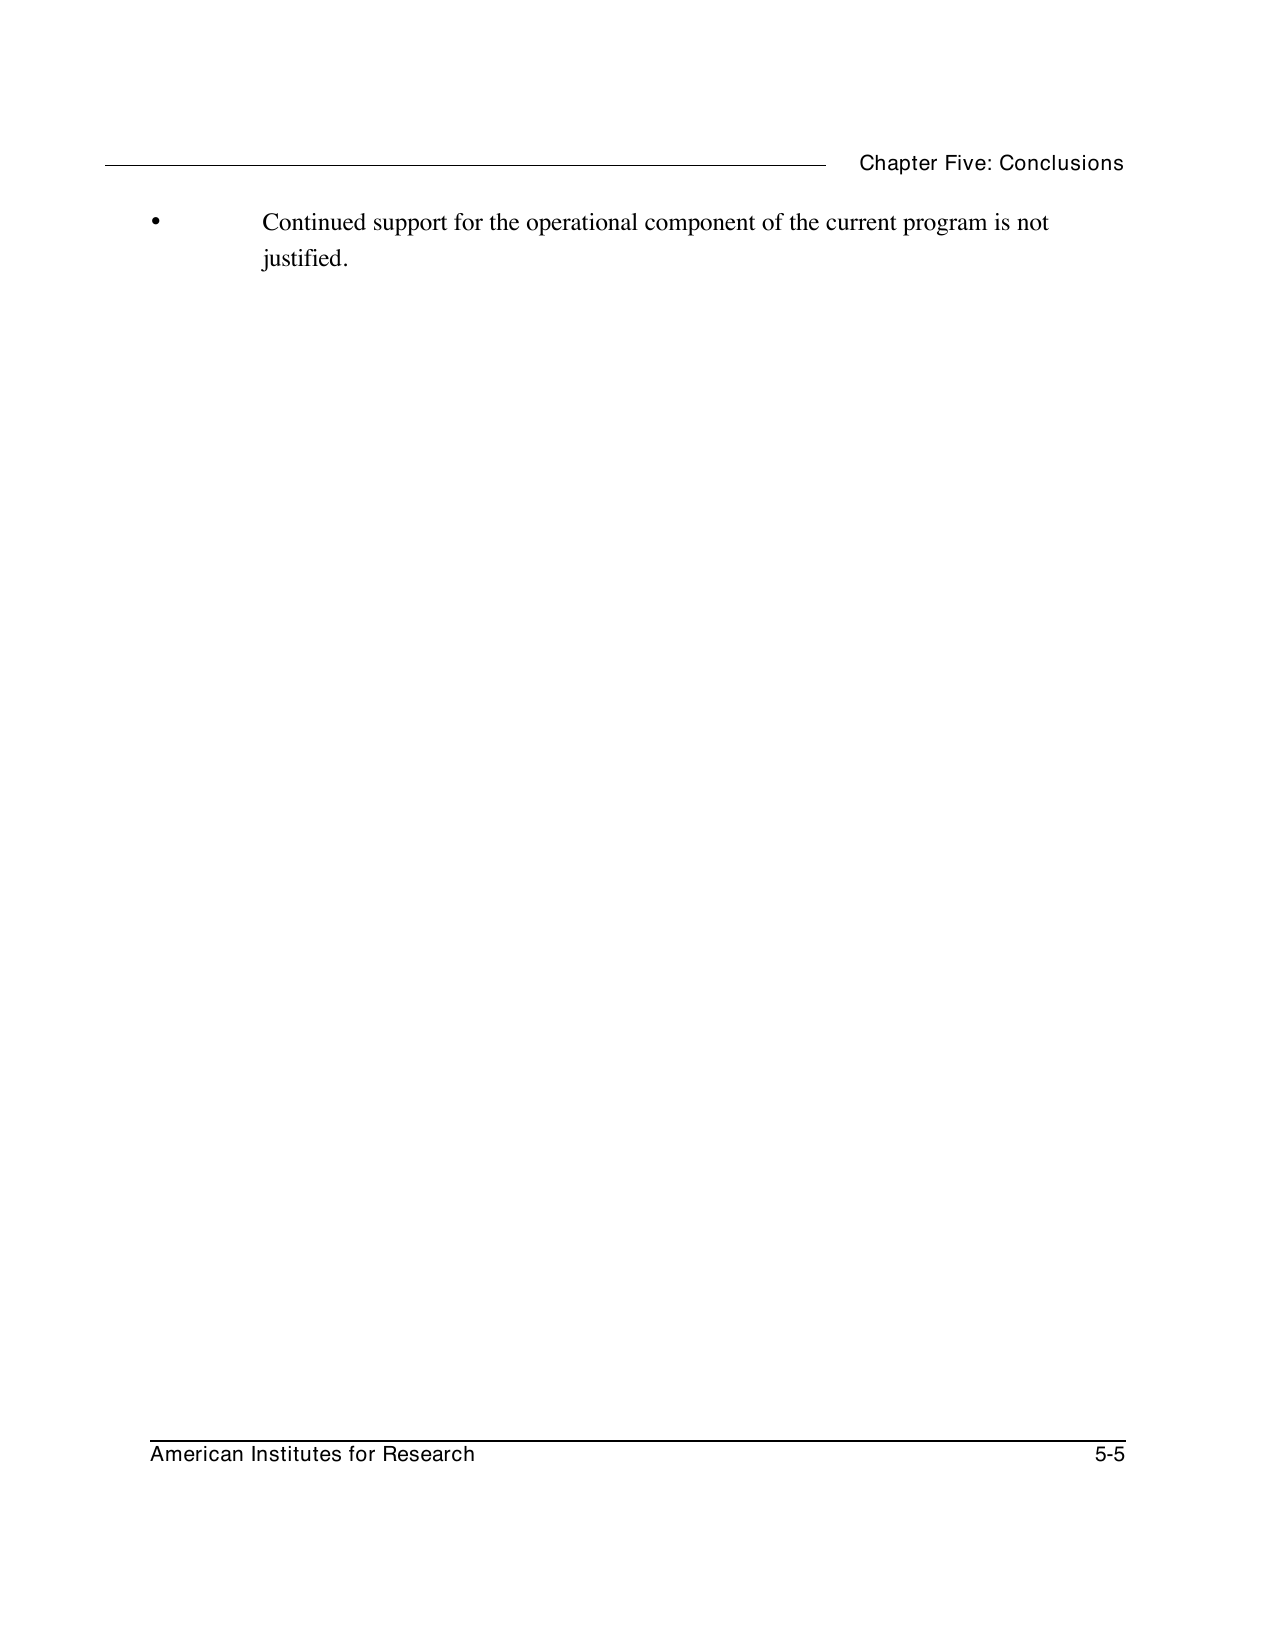 Chapter Five: Conclusions
• Continued support for the operational component of the current program is not
justified.
American Institutes for Research 5-5